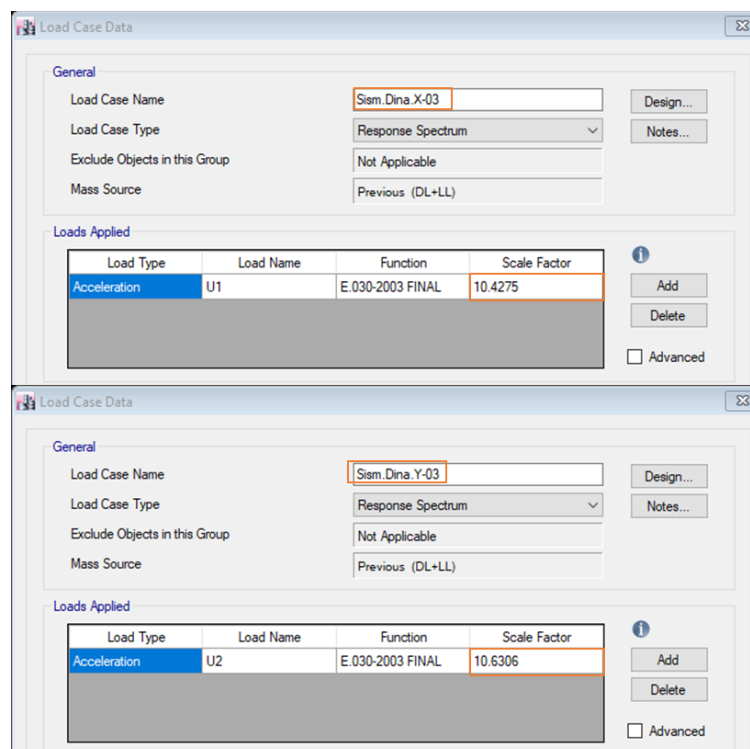 Load Case Data
General
Load Case Name Sism.Dina.X-03 Design...
Load Case Type Response Spectrum Notes...
Exclude Objects in this Group Not Applicable
Mass Source Previous (DL+LL)
Loads Applied
Load Type Load Name Function Scale Factor
Acceleration U1 E.030-2003 FINAL 10.4275 Add
Delete
Advanced
Load Case Data
General
Load Case Name Sism.Dina.Y-03 Design...
Load Case Type Response Spectrum Notes...
Exclude Objects in this Group Not Applicable
Mass Source Previous (DL+LL)
Loads Applied
Load Type Load Name Function Scale Factor
Acceleration U2 E.030-2003 FINAL 10.6306 Add
Delete
Advanced